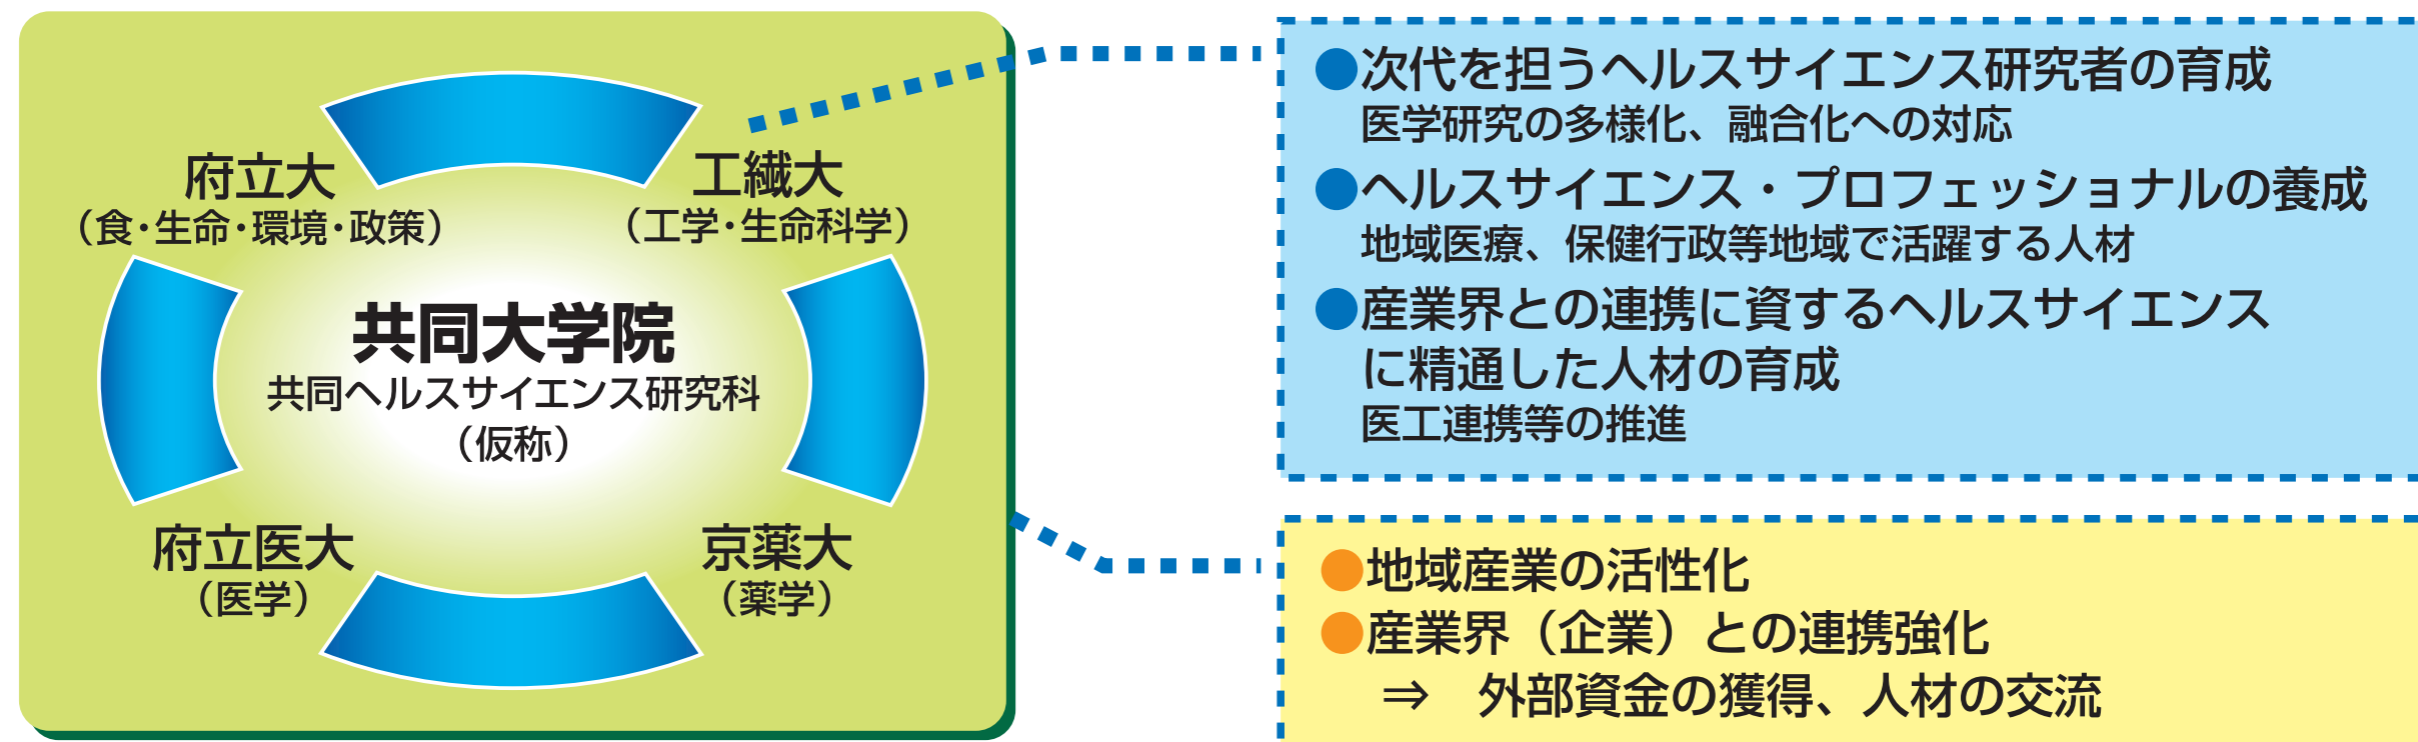 府立大
（食・生命・環境・政策）
工繊大
（工学・生命科学）
共同大学院
共同ヘルスサイエンス研究科
（仮称）
府立医大
（医学）
京薬大
（薬学）
●次代を担うヘルスサイエンス研究者の育成
医学研究の多様化、融合化への対応
●ヘルスサイエンス・プロフェッショナルの養成
地域医療、保健行政等地域で活躍する人材
●産業界との連携に資するヘルスサイエンス
に精通した人材の育成
医工連携等の推進
●地域産業の活性化
●産業界（企業）との連携強化
⇒　外部資金の獲得、人材の交流